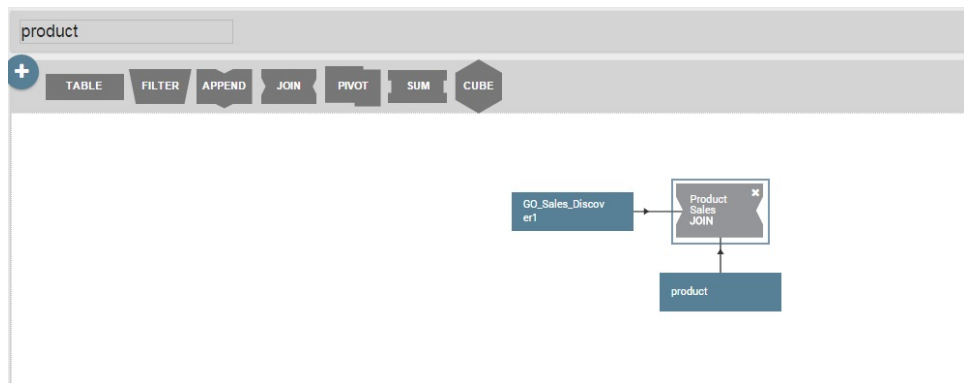 product
+
TABLE FILTER APPEND JOIN PIVOT SUM CUBE
GO_Sales_Discov
er1
Product
Sales
JOIN
product